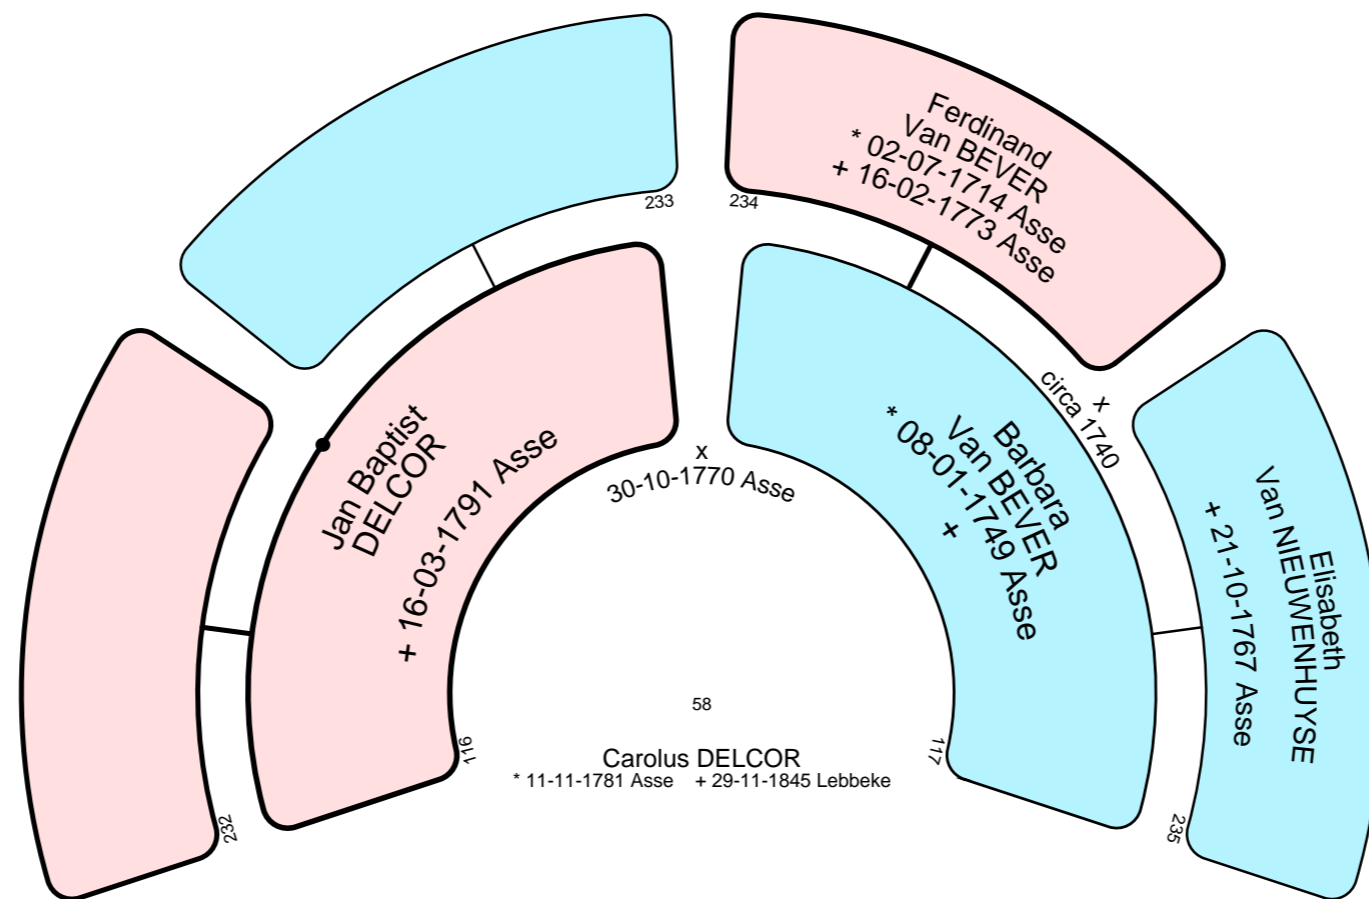 233
234
Ferdinand
Van BEVER
* 02-07-1714 Asse
+ 16-02-1773 Asse
x
circa 1740
Jan Baptist
DELCOR
+ 16-03-1791 Asse
x
30-10-1770 Asse
Barbara
Van BEVER
* 08-01-1749 Asse
+
Elisabeth
Van NIEUWENHUYSE
+ 21-10-1767 Asse
232
116
58
117
235
Carolus DELCOR
* 11-11-1781 Asse + 29-11-1845 Lebbeke